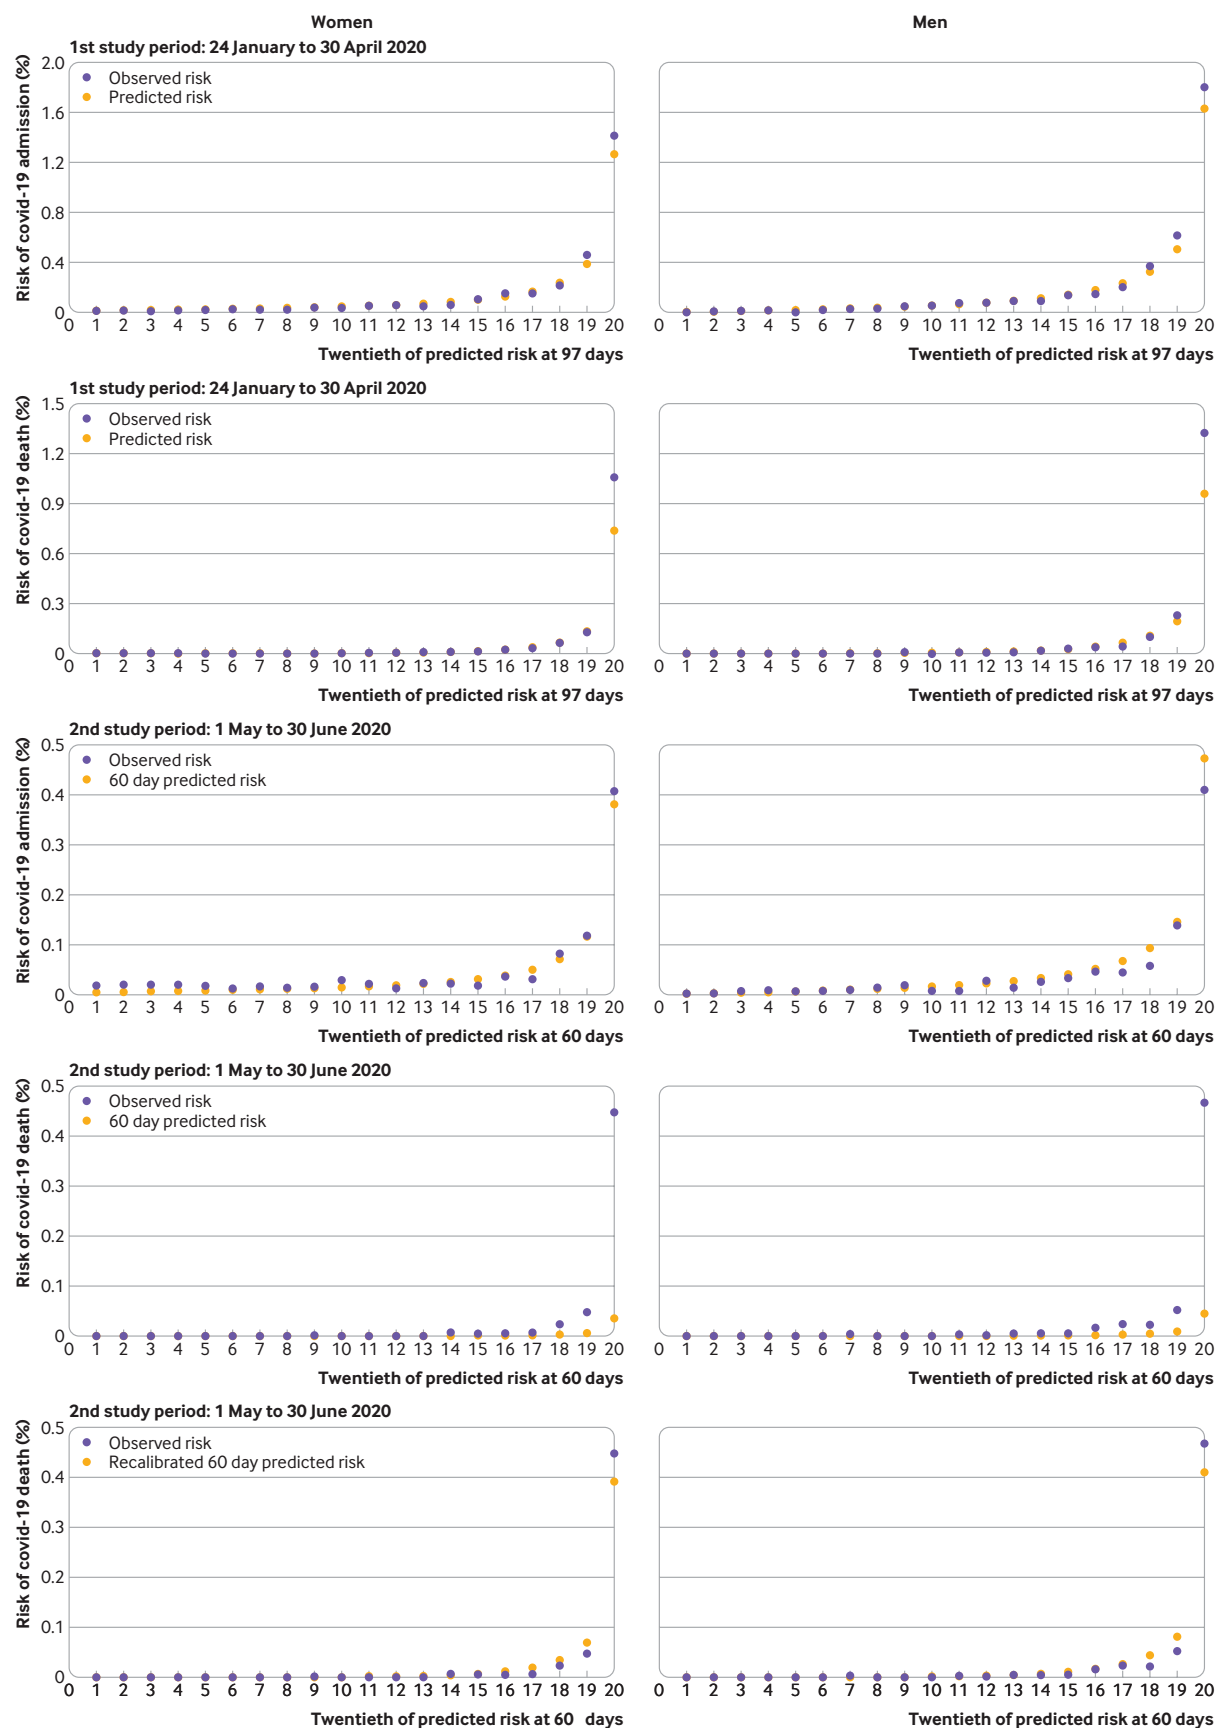 Women
Men
1st study period: 24 January to 30 April 2020
Risk of covid-19 admission (%)
2.0
1.6
1.2
0.8
0.4
0
Observed risk
Predicted risk
0 1 2 3 4 5 6 7 8 9 10 11 12 13 14 15 16 17 18 19 20
0 1 2 3 4 5 6 7 8 9 10 11 12 13 14 15 16 17 18 19 20
Twentieth of predicted risk at 97 days
Twentieth of predicted risk at 97 days
1st study period: 24 January to 30 April 2020
Risk of covid-19 death (%)
1.5
1.2
0.9
0.6
0.3
0
Observed risk
Predicted risk
0 1 2 3 4 5 6 7 8 9 10 11 12 13 14 15 16 17 18 19 20
0 1 2 3 4 5 6 7 8 9 10 11 12 13 14 15 16 17 18 19 20
Twentieth of predicted risk at 97 days
Twentieth of predicted risk at 97 days
2nd study period: 1 May to 30 June 2020
Risk of covid-19 admission (%)
0.5
0.4
0.3
0.2
0.1
0
Observed risk
60 day predicted risk
0 1 2 3 4 5 6 7 8 9 10 11 12 13 14 15 16 17 18 19 20
0 1 2 3 4 5 6 7 8 9 10 11 12 13 14 15 16 17 18 19 20
Twentieth of predicted risk at 60 days
Twentieth of predicted risk at 60 days
2nd study period: 1 May to 30 June 2020
Risk of covid-19 death (%)
0.5
0.4
0.3
0.2
0.1
0
Observed risk
60 day predicted risk
0 1 2 3 4 5 6 7 8 9 10 11 12 13 14 15 16 17 18 19 20
0 1 2 3 4 5 6 7 8 9 10 11 12 13 14 15 16 17 18 19 20
Twentieth of predicted risk at 60 days
Twentieth of predicted risk at 60 days
2nd study period: 1 May to 30 June 2020
Risk of covid-19 death (%)
0.5
0.4
0.3
0.2
0.1
0
Observed risk
Recalibrated 60 day predicted risk
0 1 2 3 4 5 6 7 8 9 10 11 12 13 14 15 16 17 18 19 20
0 1 2 3 4 5 6 7 8 9 10 11 12 13 14 15 16 17 18 19 20
Twentieth of predicted risk at 60 days
Twentieth of predicted risk at 60 days